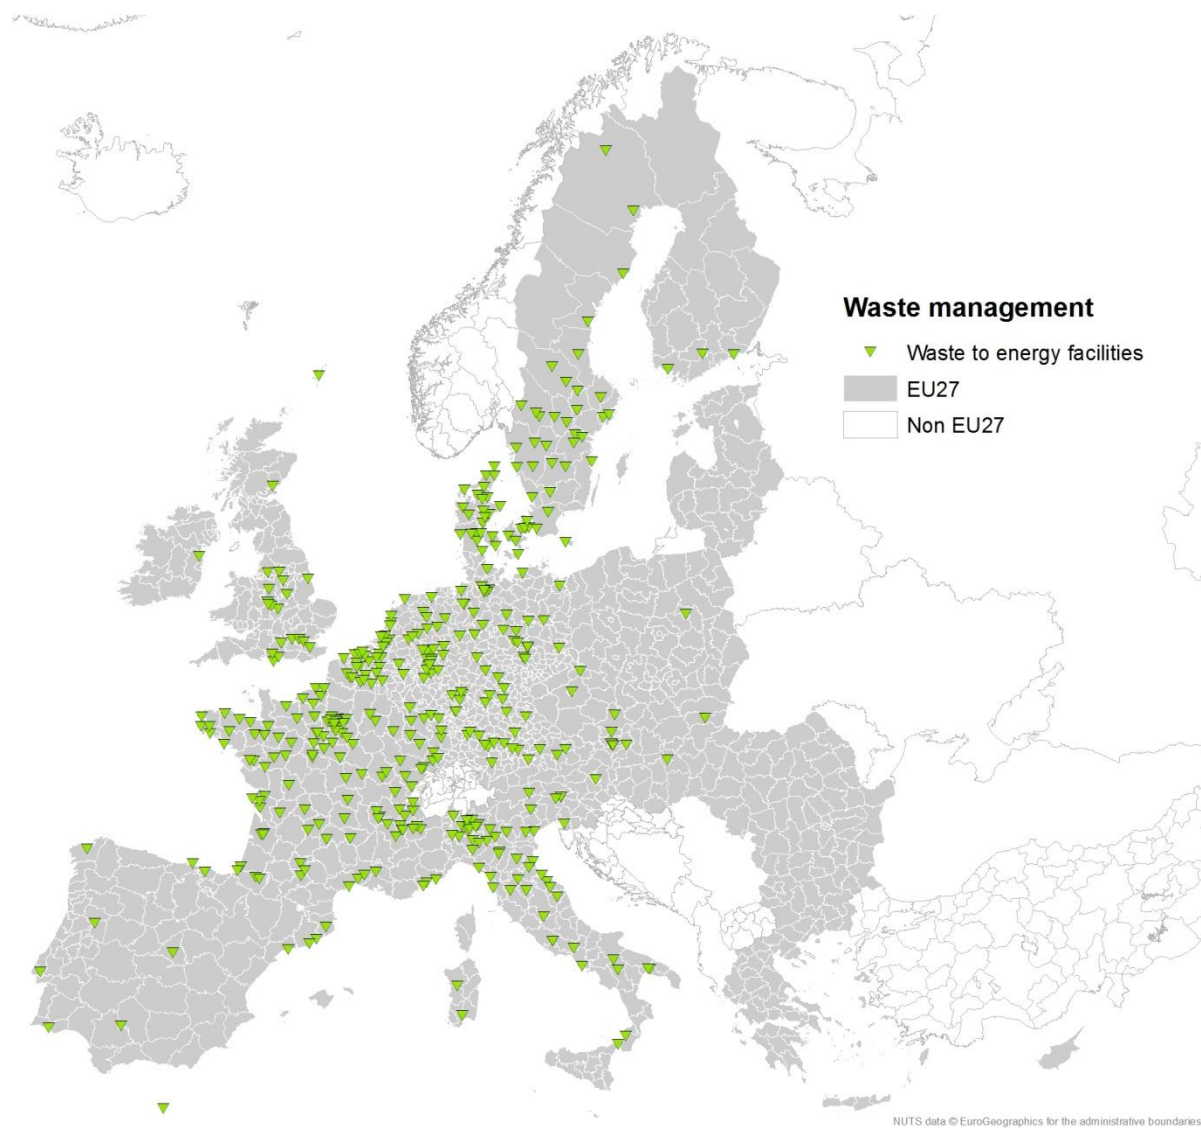 Waste management
Waste to energy facilities
EU27
Non EU27
NUTS data © EuroGeographics for the administrative boundaries